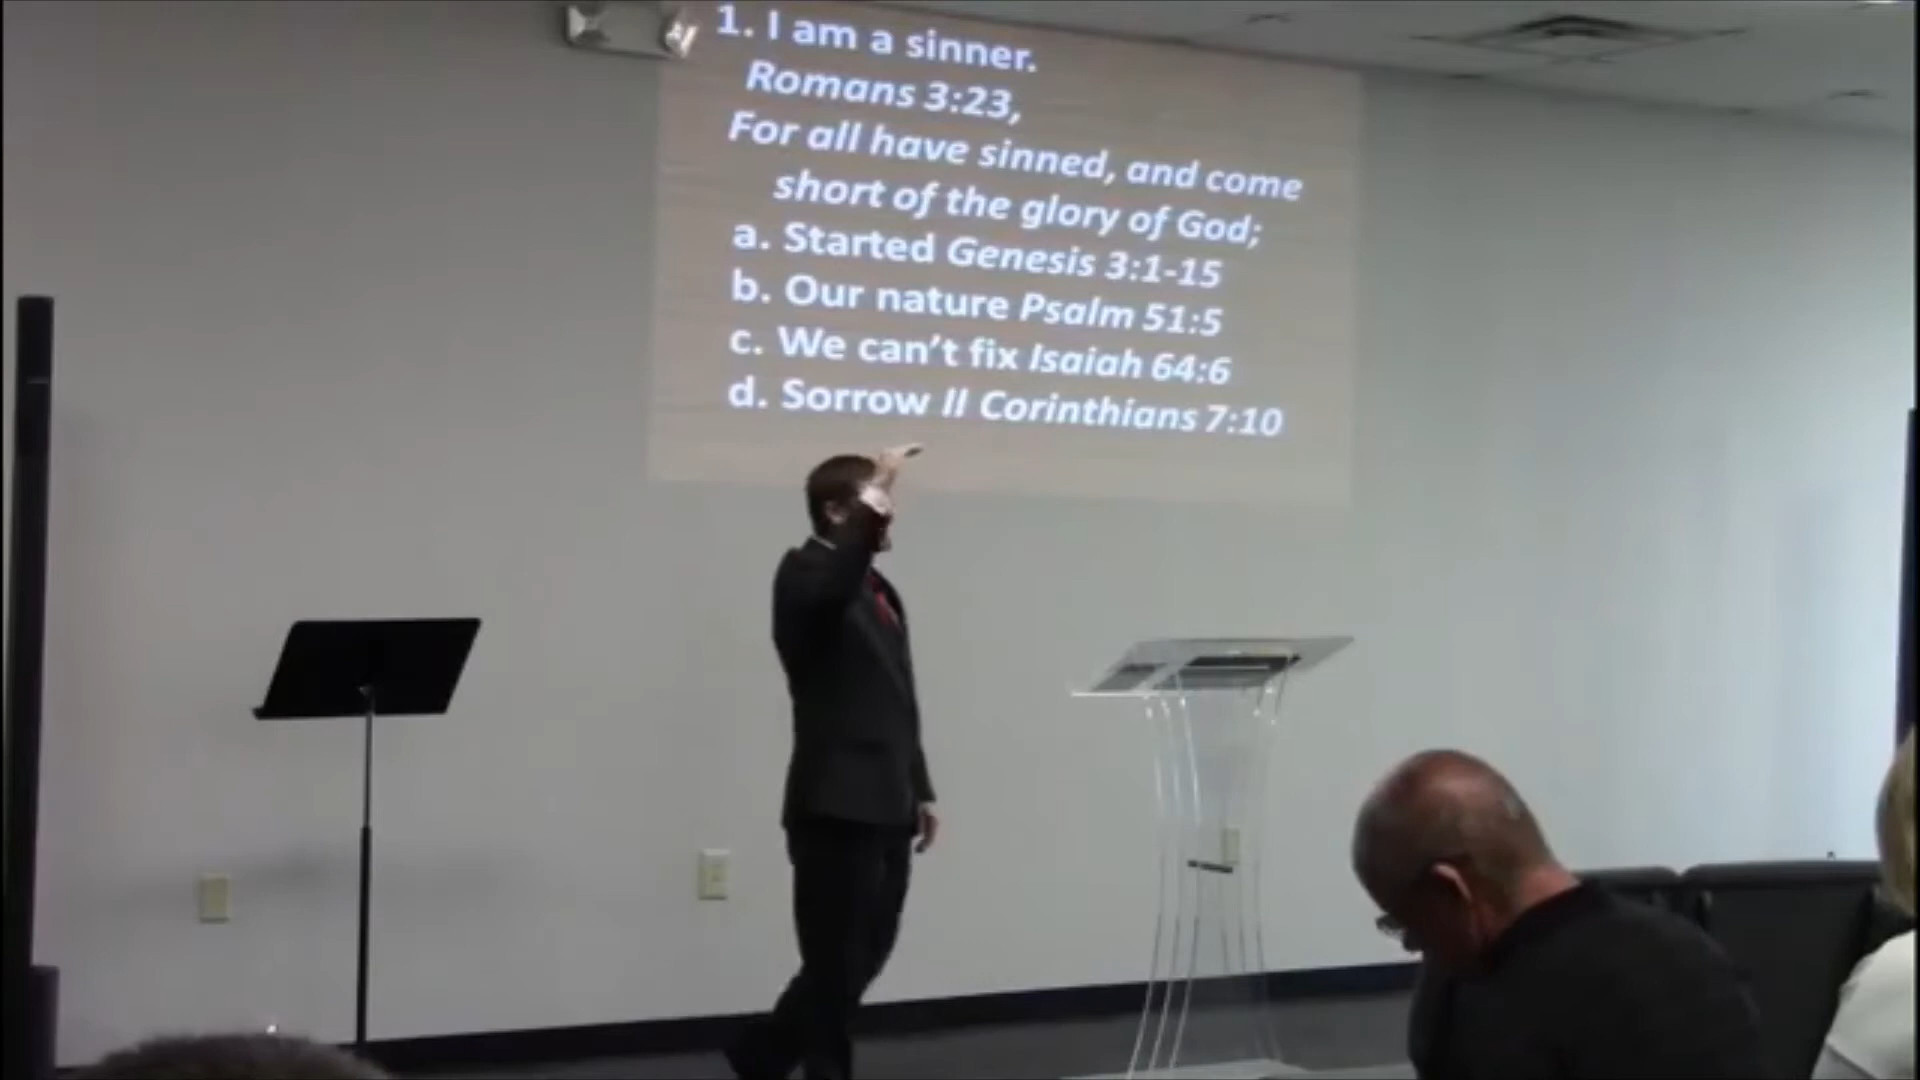 1. I am a sinner.
Romans 3:23,
For all have sinned, and come
short of the glory of God;
a. Started Genesis 3:1-15
b. Our nature Psalm 51:5
c. We can't fix Isaiah 64:6
d. Sorrow II Corinthians 7:10